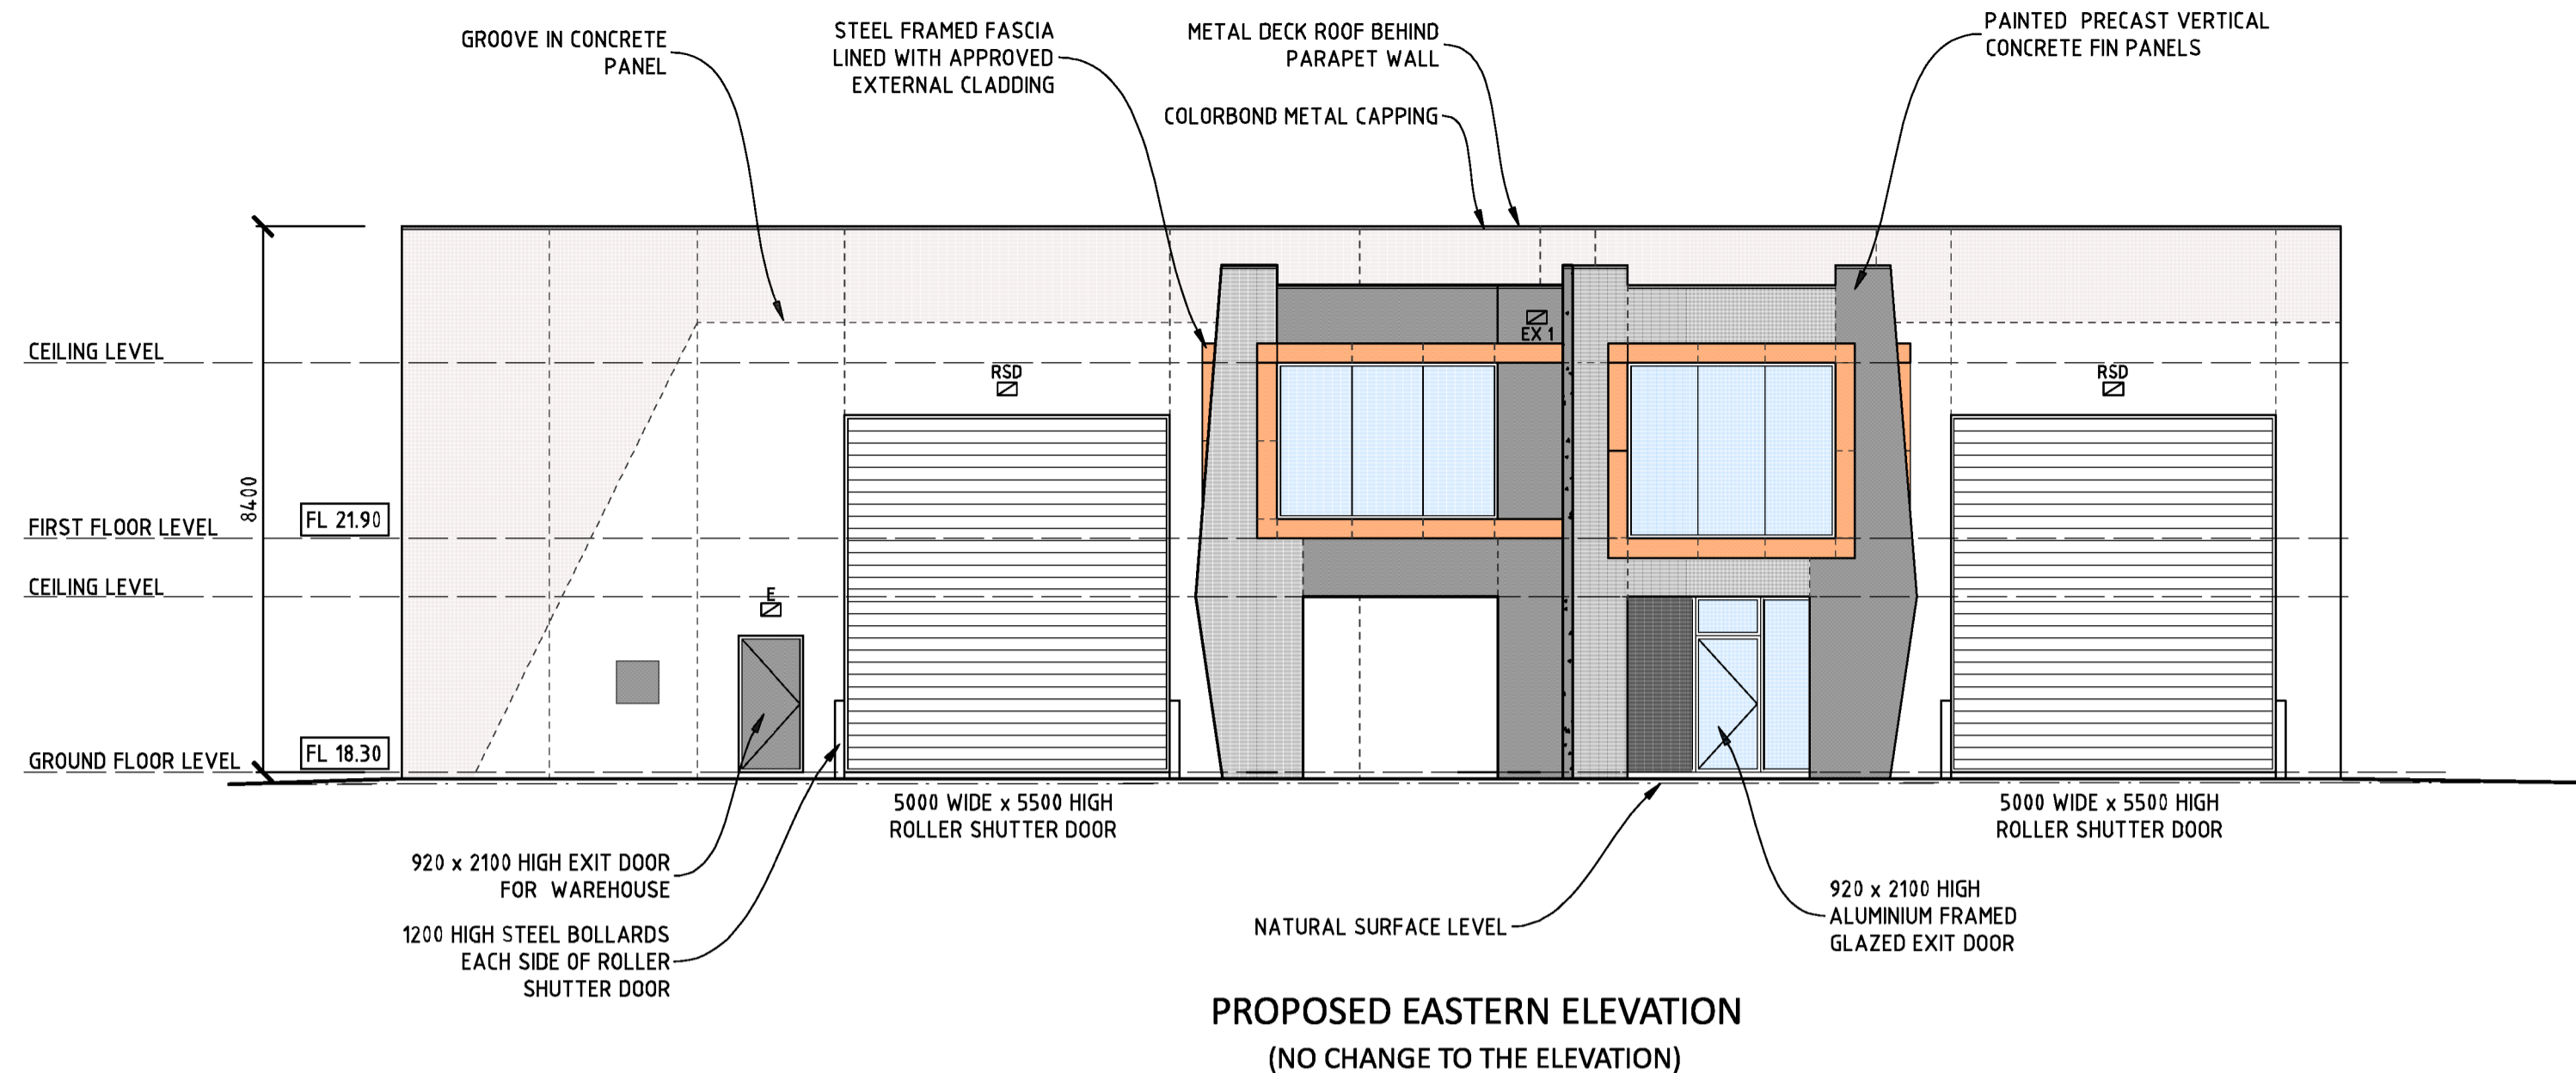 GROOVE IN CONCRETE
PANEL
STEEL FRAMED FASCIA
LINED WITH APPROVED
EXTERNAL CLADDING
METAL DECK ROOF BEHIND
PARAPET WALL
COLORBOND METAL CAPPING
PAINTED PRECAST VERTICAL
CONCRETE FIN PANELS
CEILING LEVEL
EX 1
RSD
RSD
8400
FL 21.90
FIRST FLOOR LEVEL
CEILING LEVEL
E
FL 18.30
GROUND FLOOR LEVEL
5000 WIDE x 5500 HIGH
ROLLER SHUTTER DOOR
5000 WIDE x 5500 HIGH
ROLLER SHUTTER DOOR
920 x 2100 HIGH EXIT DOOR
FOR WAREHOUSE
1200 HIGH STEEL BOLLARDS
EACH SIDE OF ROLLER
SHUTTER DOOR
NATURAL SURFACE LEVEL
920 x 2100 HIGH
ALUMINIUM FRAMED
GLAZED EXIT DOOR
PROPOSED EASTERN ELEVATION
(NO CHANGE TO THE ELEVATION)